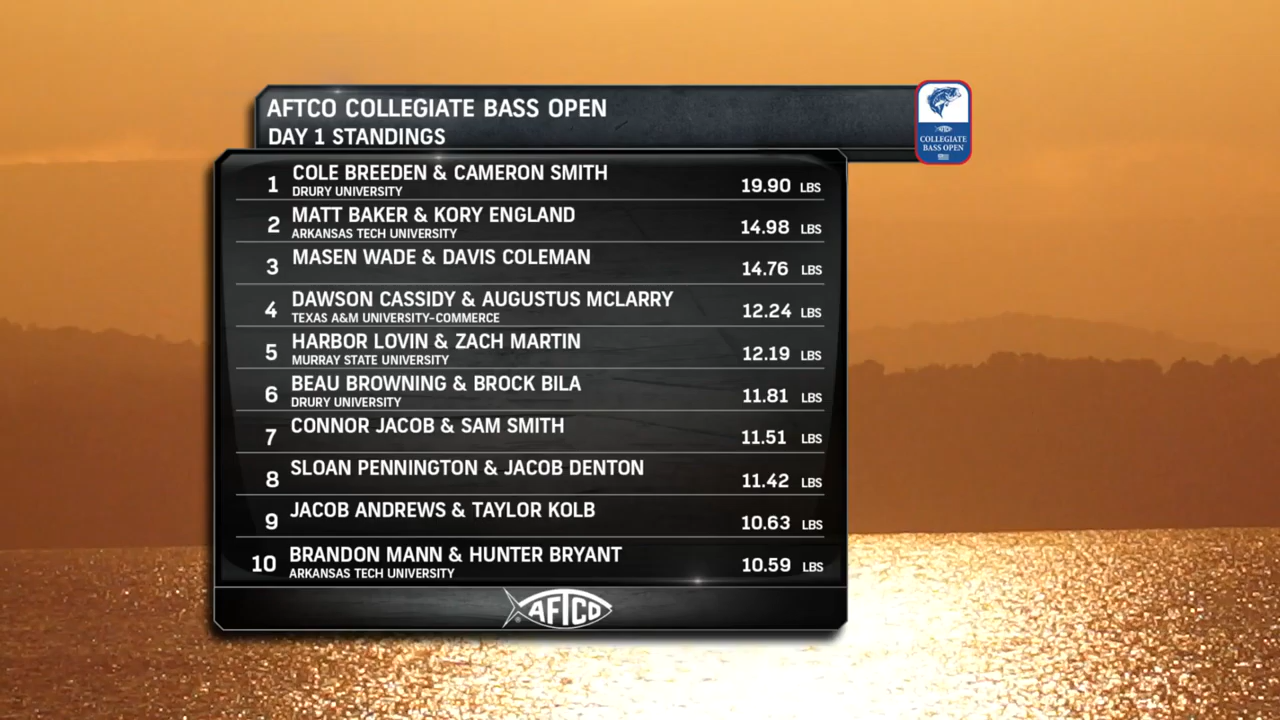 AFTCO COLLEGIATE BASS OPEN
DAY 1 STANDINGS
AFTCO
COLLEGIATE
BASS OPEN
1 COLE BREEDEN & CAMERON SMITH 19.90 LBS
DRURY UNIVERSITY
2 MATT BAKER & KORY ENGLAND 14.98 LBS
ARKANSAS TECH UNIVERSITY
3 MASEN WADE & DAVIS COLEMAN 14.76 LBS
4 DAWSON CASSIDY & AUGUSTUS MCLARRY 12.24 LBS
TEXAS A&M UNIVERSITY-COMMERCE
5 HARBOR LOVIN & ZACH MARTIN 12.19 LBS
MURRAY STATE UNIVERSITY
6 BEAU BROWNING & BROCK BILA 11.81 LBS
DRURY UNIVERSITY
7 CONNOR JACOB & SAM SMITH 11.51 LBS
8 SLOAN PENNINGTON & JACOB DENTON 11.42 LBS
9 JACOB ANDREWS & TAYLOR KOLB 10.63 LBS
10 BRANDON MANN & HUNTER BRYANT 10.59 LBS
ARKANSAS TECH UNIVERSITY
AFTCO